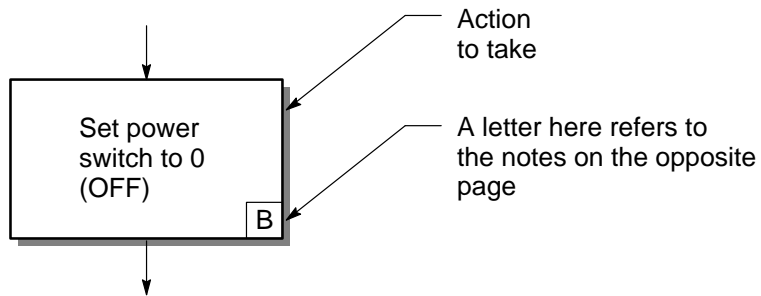 Action
to take
Set power
switch to 0
(OFF)
B
A letter here refers to
the notes on the opposite
page